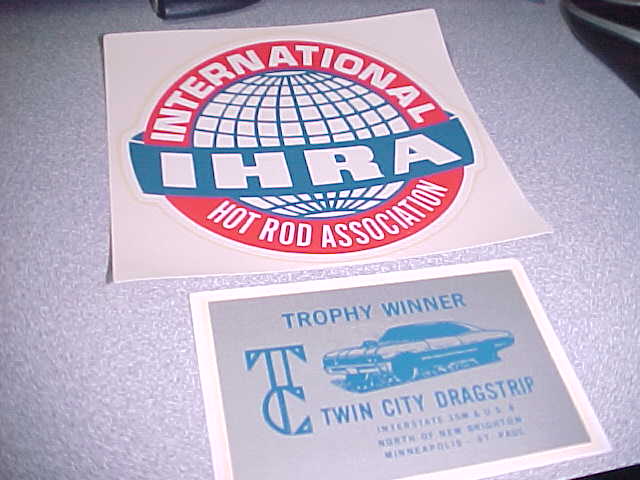 INTERNATIONAL
IHRA
HOT ROD ASSOCIATION
TROPHY WINNER
TC
TWIN CITY DRAGSTRIP
INTERSTATE 35W & U.S. 8
NORTH OF NEW BRIGHTON
MINNEAPOLIS - ST. PAUL